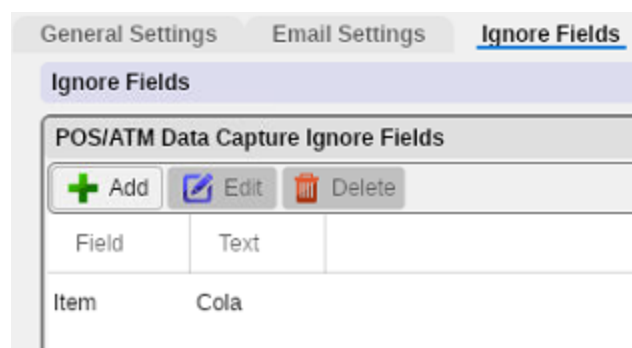 General Settings Email Settings Ignore Fields
Ignore Fields
POS/ATM Data Capture Ignore Fields
Add Edit Delete
Field Text
Item Cola